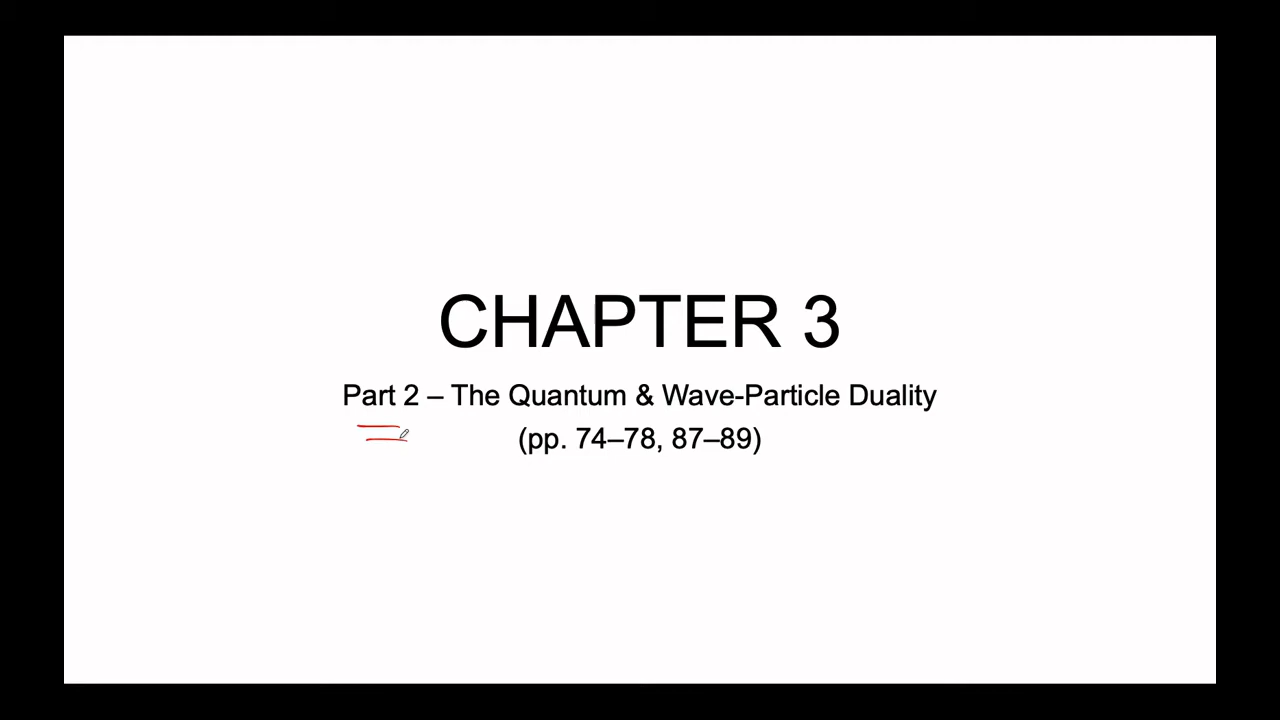 CHAPTER 3
Part 2 – The Quantum & Wave-Particle Duality
(pp. 74–78, 87–89)